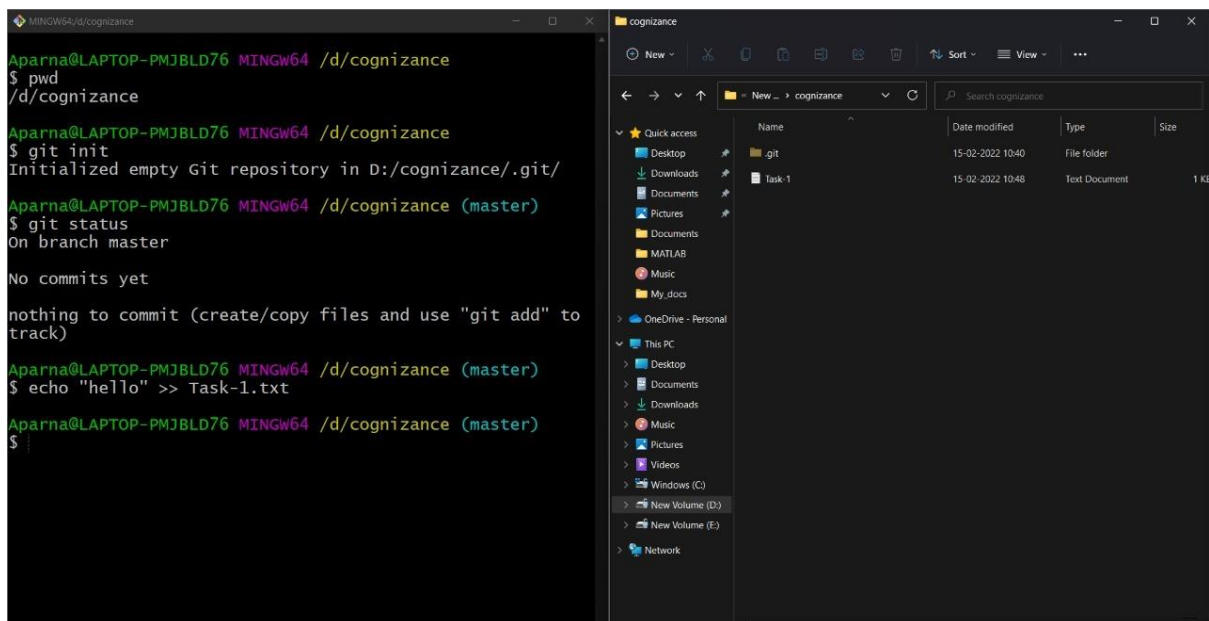 MINGW64:/d/cognizance
Aparna@LAPTOP-PMJBLD76 MINGW64 /d/cognizance
$ pwd
/d/cognizance
Aparna@LAPTOP-PMJBLD76 MINGW64 /d/cognizance
$ git init
Initialized empty Git repository in D:/cognizance/.git/
Aparna@LAPTOP-PMJBLD76 MINGW64 /d/cognizance (master)
$ git status
On branch master
No commits yet
nothing to commit (create/copy files and use "git add" to
track)
Aparna@LAPTOP-PMJBLD76 MINGW64 /d/cognizance (master)
$ echo "hello" >> Task-1.txt
Aparna@LAPTOP-PMJBLD76 MINGW64 /d/cognizance (master)
$
cognizance
New Sort View
« New … › cognizance Search cognizance
Name Date modified Type Size
.git 15-02-2022 10:40 File folder
Task-1 15-02-2022 10:48 Text Document 1 KB
Quick access
Desktop
Downloads
Documents
Pictures
Documents
MATLAB
Music
My_docs
OneDrive - Personal
This PC
Desktop
Documents
Downloads
Music
Pictures
Videos
Windows (C:)
New Volume (D:)
New Volume (E:)
Network